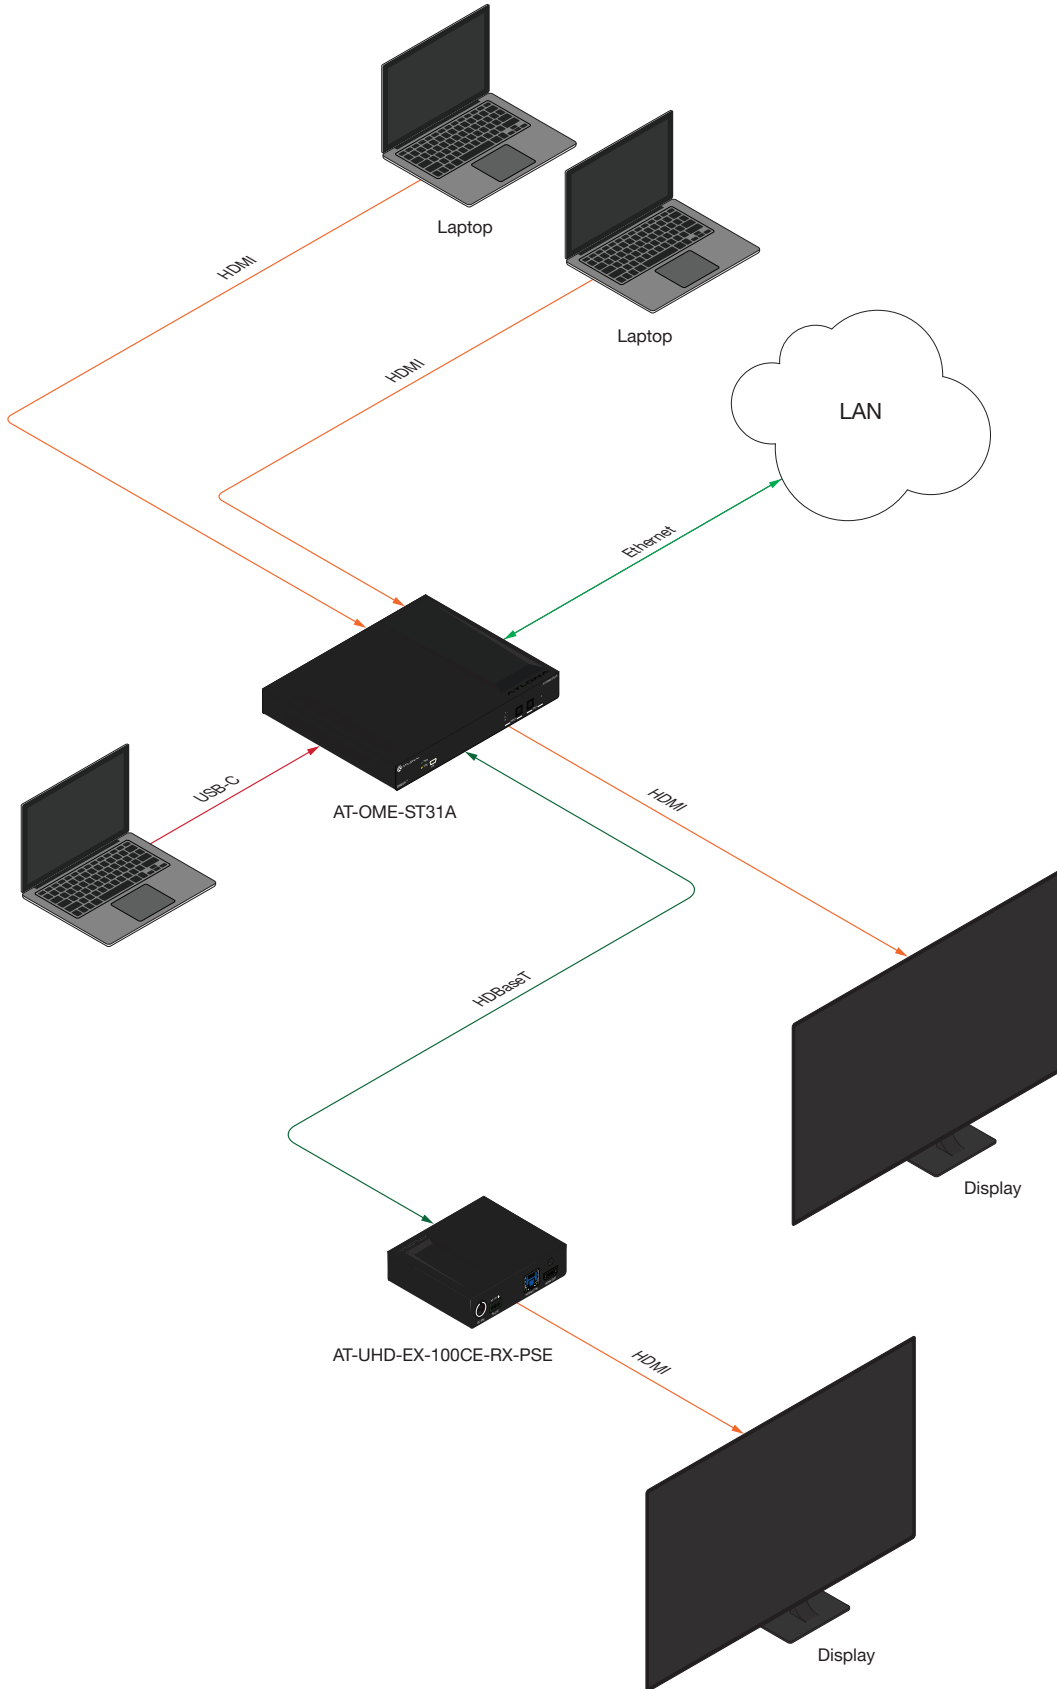 Laptop
HDMI
Laptop
HDMI
LAN
Ethernet
USB-C
AT-OME-ST31A
HDMI
HDBaseT
Display
AT-UHD-EX-100CE-RX-PSE
HDMI
Display